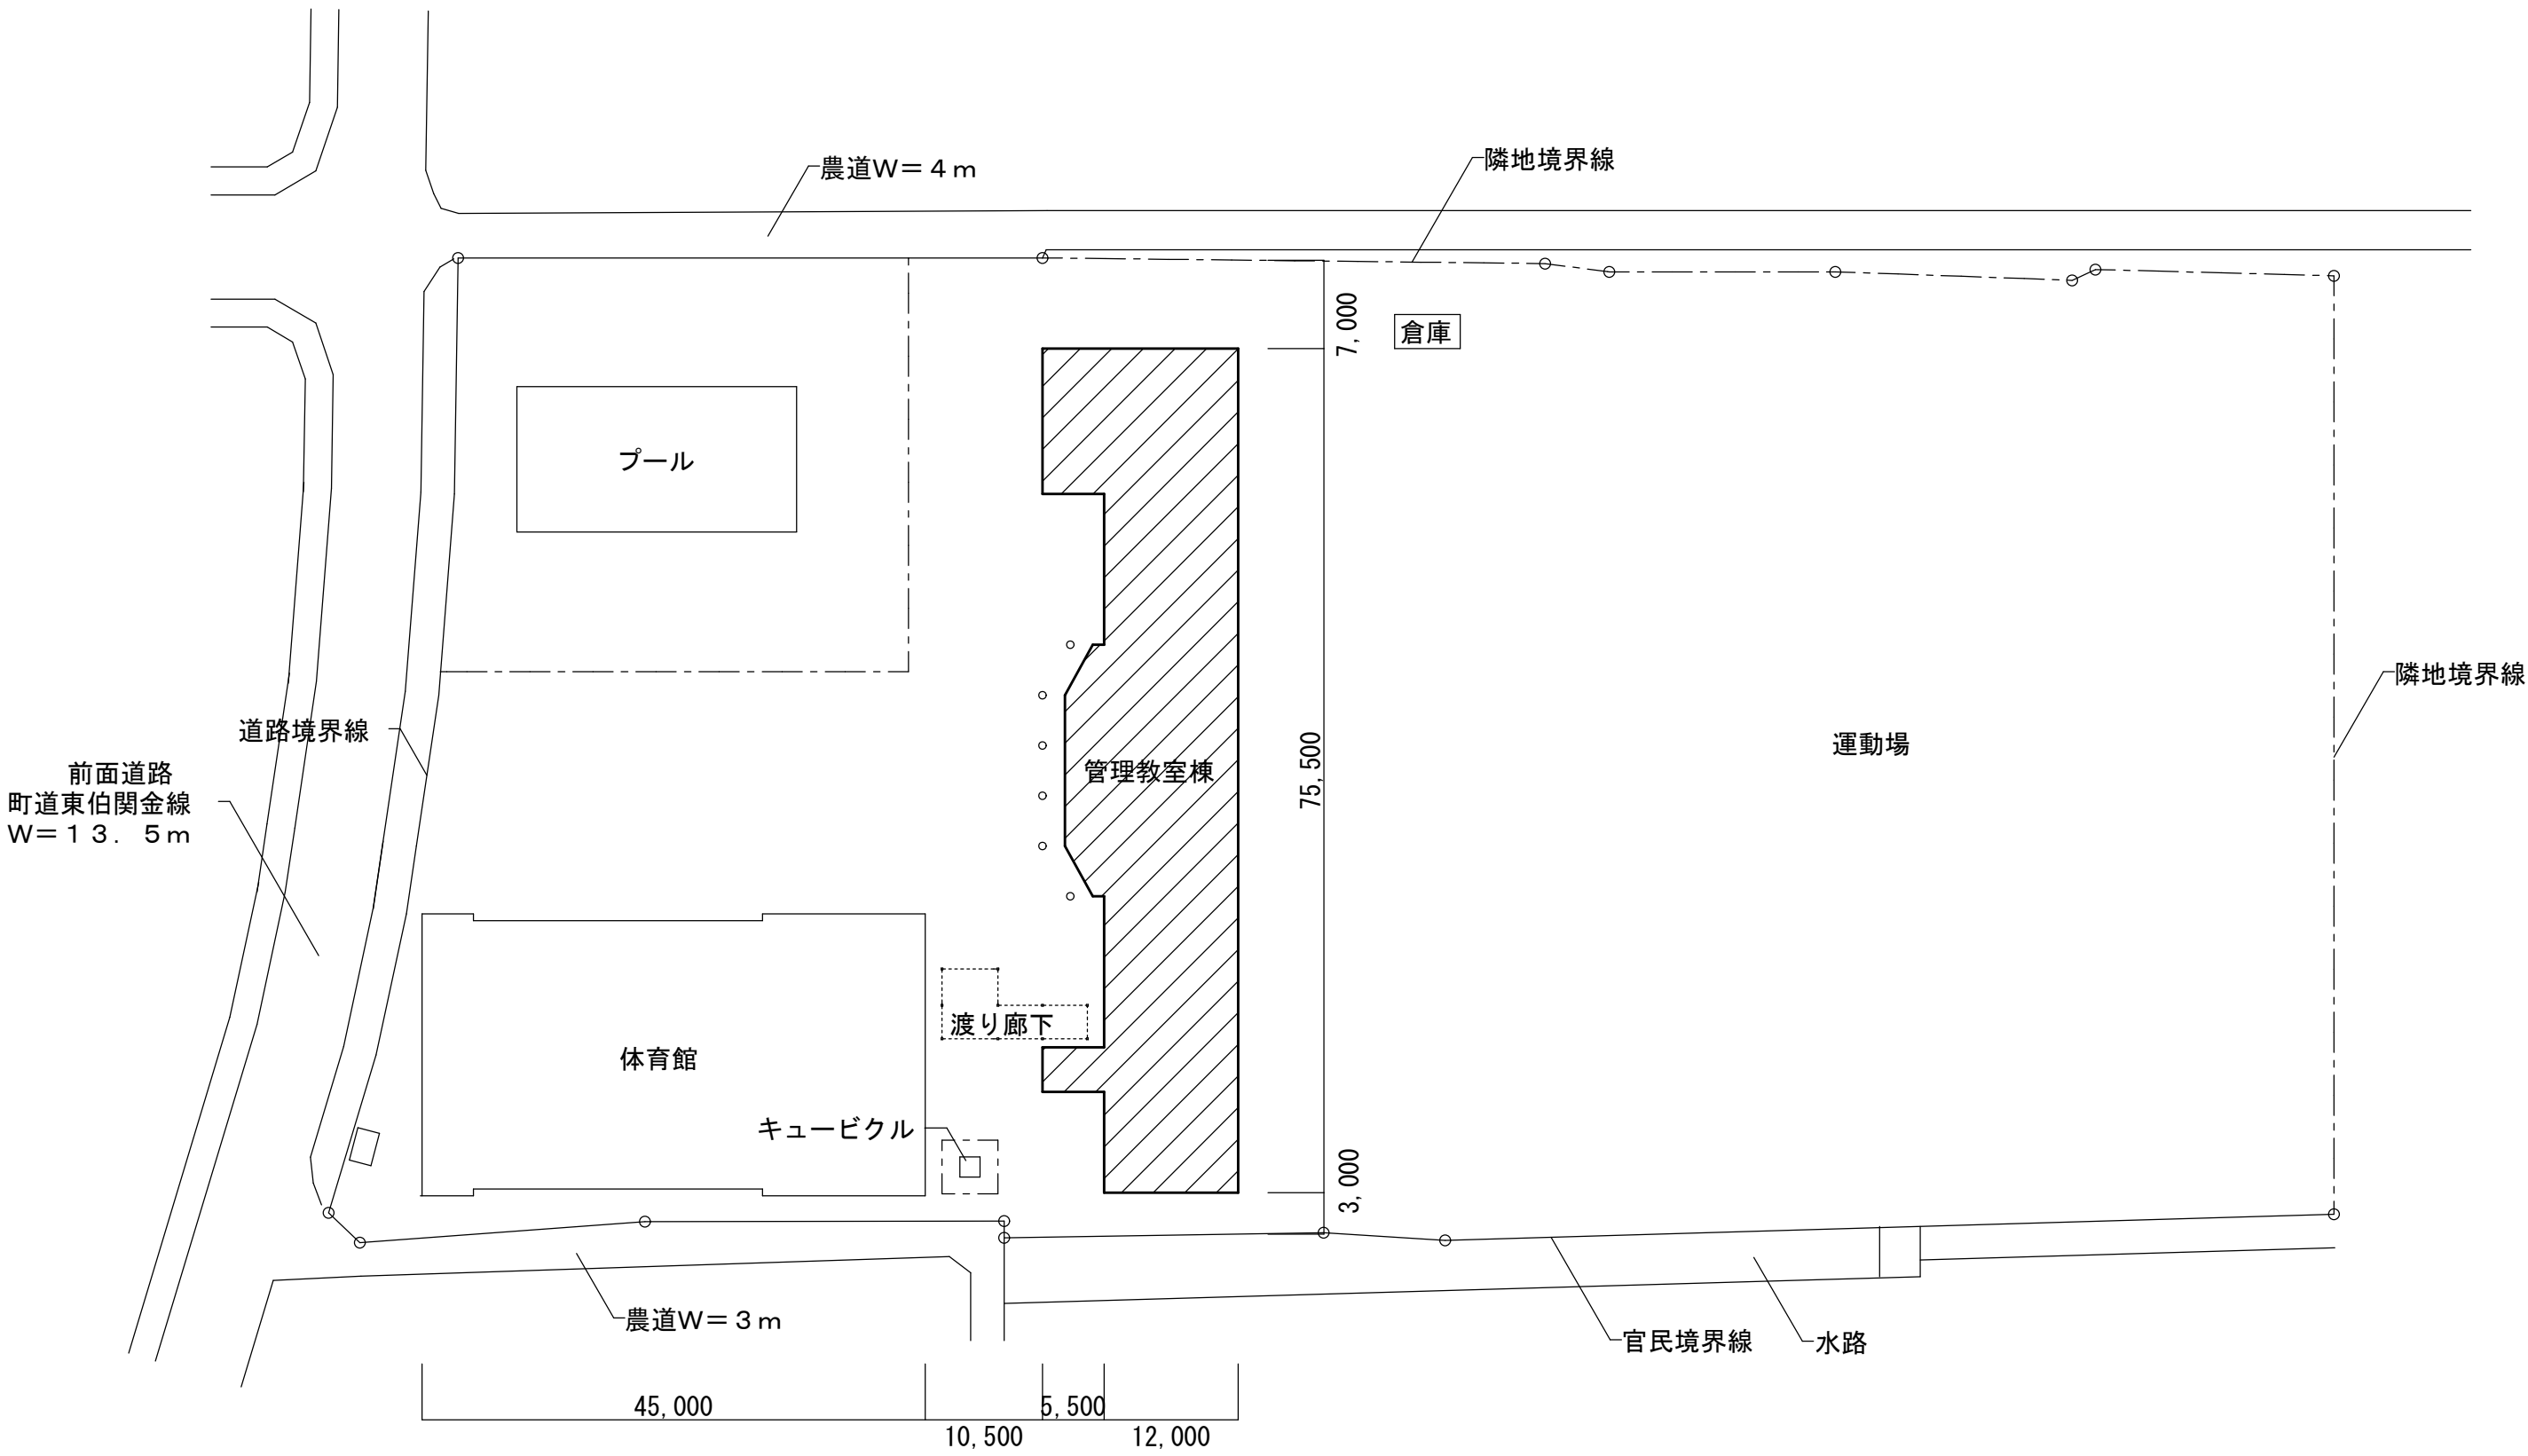 農道W=4m
隣地境界線
7,000
倉庫
プール
隣地境界線
道路境界線
運動場
前面道路
町道東伯関金線
W=13.5m
管理教室棟
75,500
渡り廊下
体育館
キュービクル
3,000
農道W=3m
官民境界線
水路
45,000
5,500
10,500
12,000